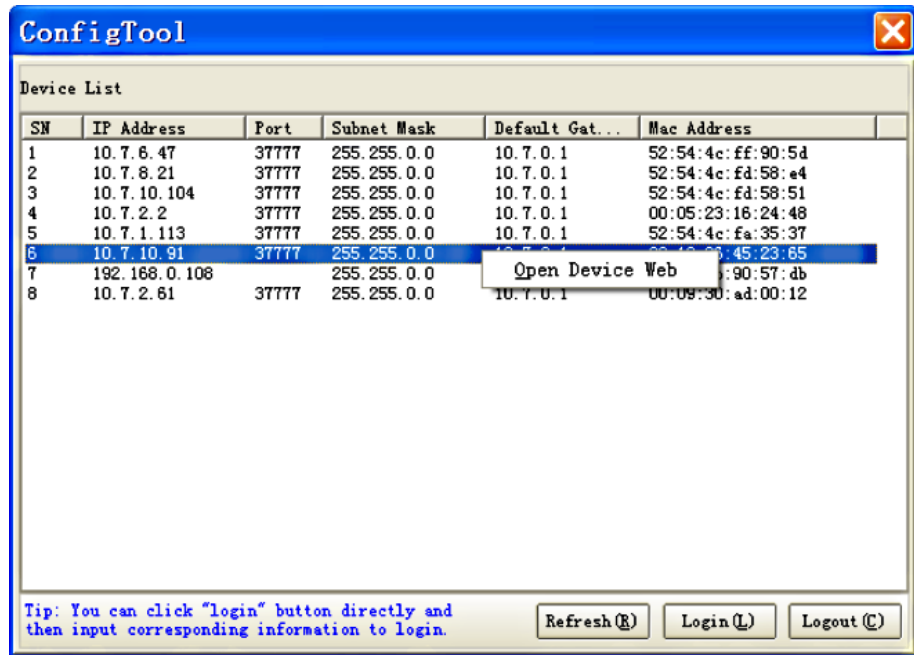 ConfigTool
Device List
SN IP Address Port Subnet Mask Default Gat... Mac Address
1 10.7.6.47 37777 255.255.0.0 10.7.0.1 52:54:4c:ff:90:5d
2 10.7.8.21 37777 255.255.0.0 10.7.0.1 52:54:4c:fd:58:e4
3 10.7.10.104 37777 255.255.0.0 10.7.0.1 52:54:4c:fd:58:51
4 10.7.2.2 37777 255.255.0.0 10.7.0.1 00:05:23:16:24:48
5 10.7.1.113 37777 255.255.0.0 10.7.0.1 52:54:4c:fa:35:37
6 10.7.10.91 37777 255.255.0.0 :45:23:65
Open Device Web
7 192.168.0.108 255.255.0.0 :90:57:db
8 10.7.2.61 37777 255.255.0.0 10.7.0.1 00:09:30:ad:00:12
Tip: You can click "login" button directly and
then input corresponding information to login.
Refresh(R) Login(L) Logout(C)